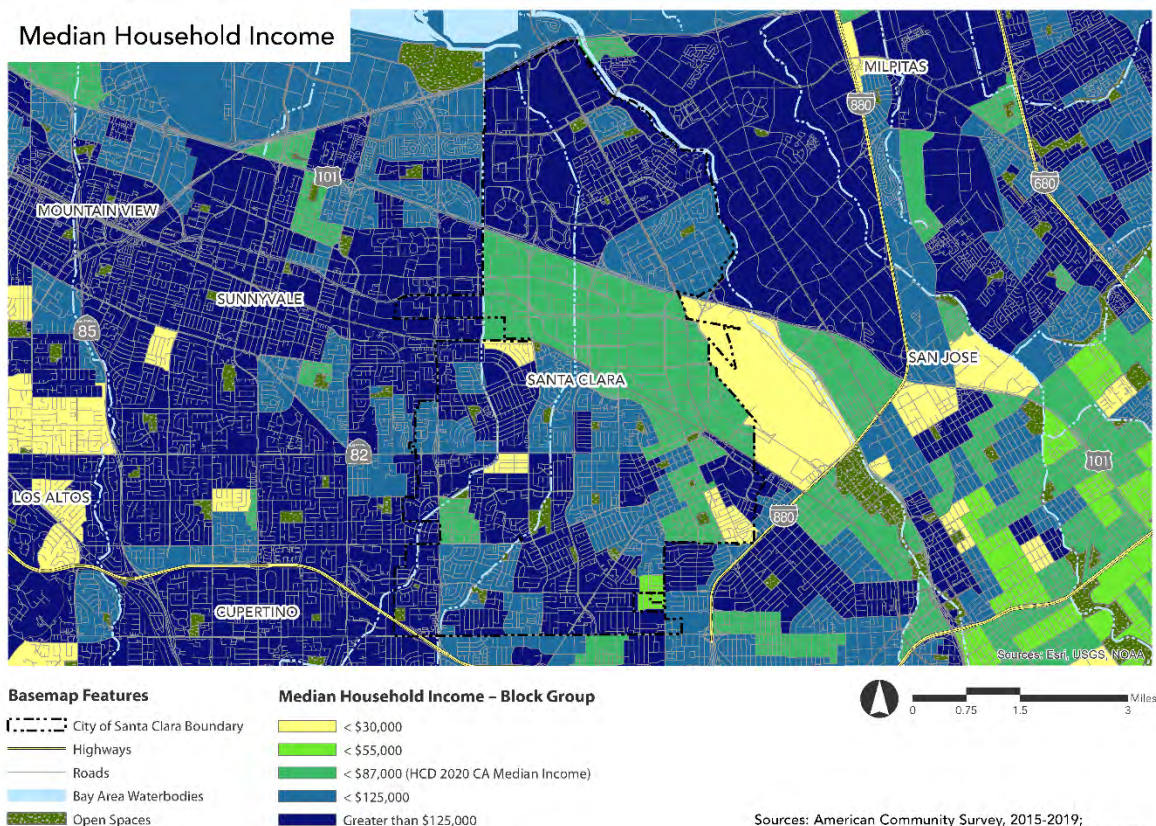 Median Household Income
MILPITAS
880
101
680
MOUNTAIN VIEW
SUNNYVALE
85
SAN JOSE
SANTA CLARA
82
101
LOS ALTOS
880
CUPERTINO
Sources: Esri, USGS, NOAA
Basemap Features
City of Santa Clara Boundary
Highways
Roads
Bay Area Waterbodies
Open Spaces
Median Household Income – Block Group
< $30,000
< $55,000
< $87,000 (HCD 2020 CA Median Income)
< $125,000
Greater than $125,000
Miles
0 0.75 1.5 3
Sources: American Community Survey, 2015-2019;